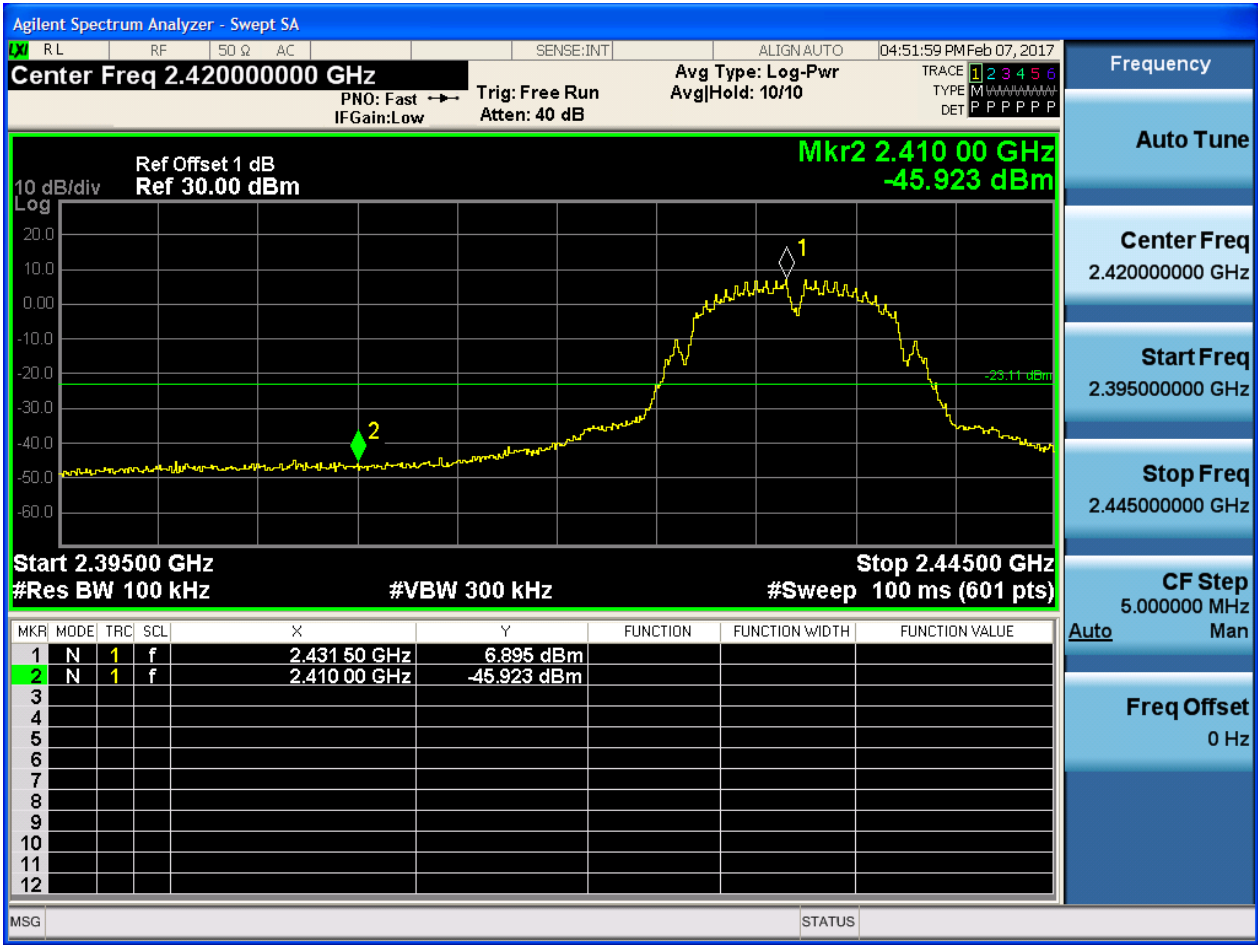 Agilent Spectrum Analyzer - Swept SA
LXI RL RF 50 Ω AC SENSE:INT ALIGN AUTO 04:51:59 PM Feb 07, 2017
Center Freq 2.420000000 GHz
PNO: Fast
IFGain:Low
Trig: Free Run
Atten: 40 dB
Avg Type: Log-Pwr
Avg|Hold: 10/10
TRACE 1 2 3 4 5 6
TYPE M WWWWW
DET P P P P P P
Mkr2 2.410 00 GHz
-45.923 dBm
Ref Offset 1 dB
10 dB/div Ref 30.00 dBm
Log
20.0
10.0
0.00
-10.0
-20.0
-30.0
-40.0
-50.0
-60.0
1
2
-23.11 dBm
Start 2.39500 GHz Stop 2.44500 GHz
#Res BW 100 kHz #VBW 300 kHz #Sweep 100 ms (601 pts)
MKR MODE TRC SCL X Y FUNCTION FUNCTION WIDTH FUNCTION VALUE
1 N 1 f 2.431 50 GHz 6.895 dBm
2 N 1 f 2.410 00 GHz -45.923 dBm
3
4
5
6
7
8
9
10
11
12
MSG STATUS
Frequency
Auto Tune
Center Freq
2.420000000 GHz
Start Freq
2.395000000 GHz
Stop Freq
2.445000000 GHz
CF Step
5.000000 MHz
Auto Man
Freq Offset
0 Hz